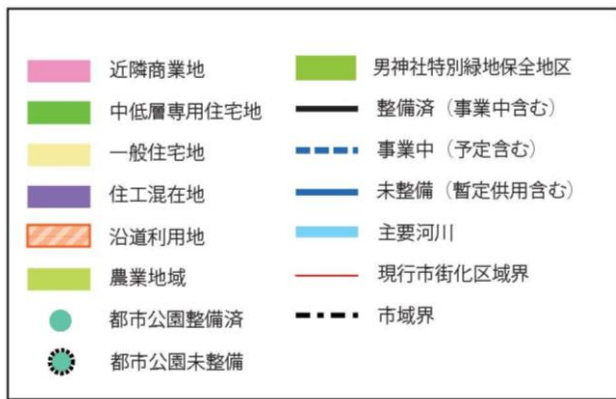 近隣商業地
中低層専用住宅地
一般住宅地
住工混在地
沿道利用地
農業地域
都市公園整備済
都市公園未整備
男神社特別緑地保全地区
整備済（事業中含む）
事業中（予定含む）
未整備（暫定供用含む）
主要河川
現行市街化区域界
市域界